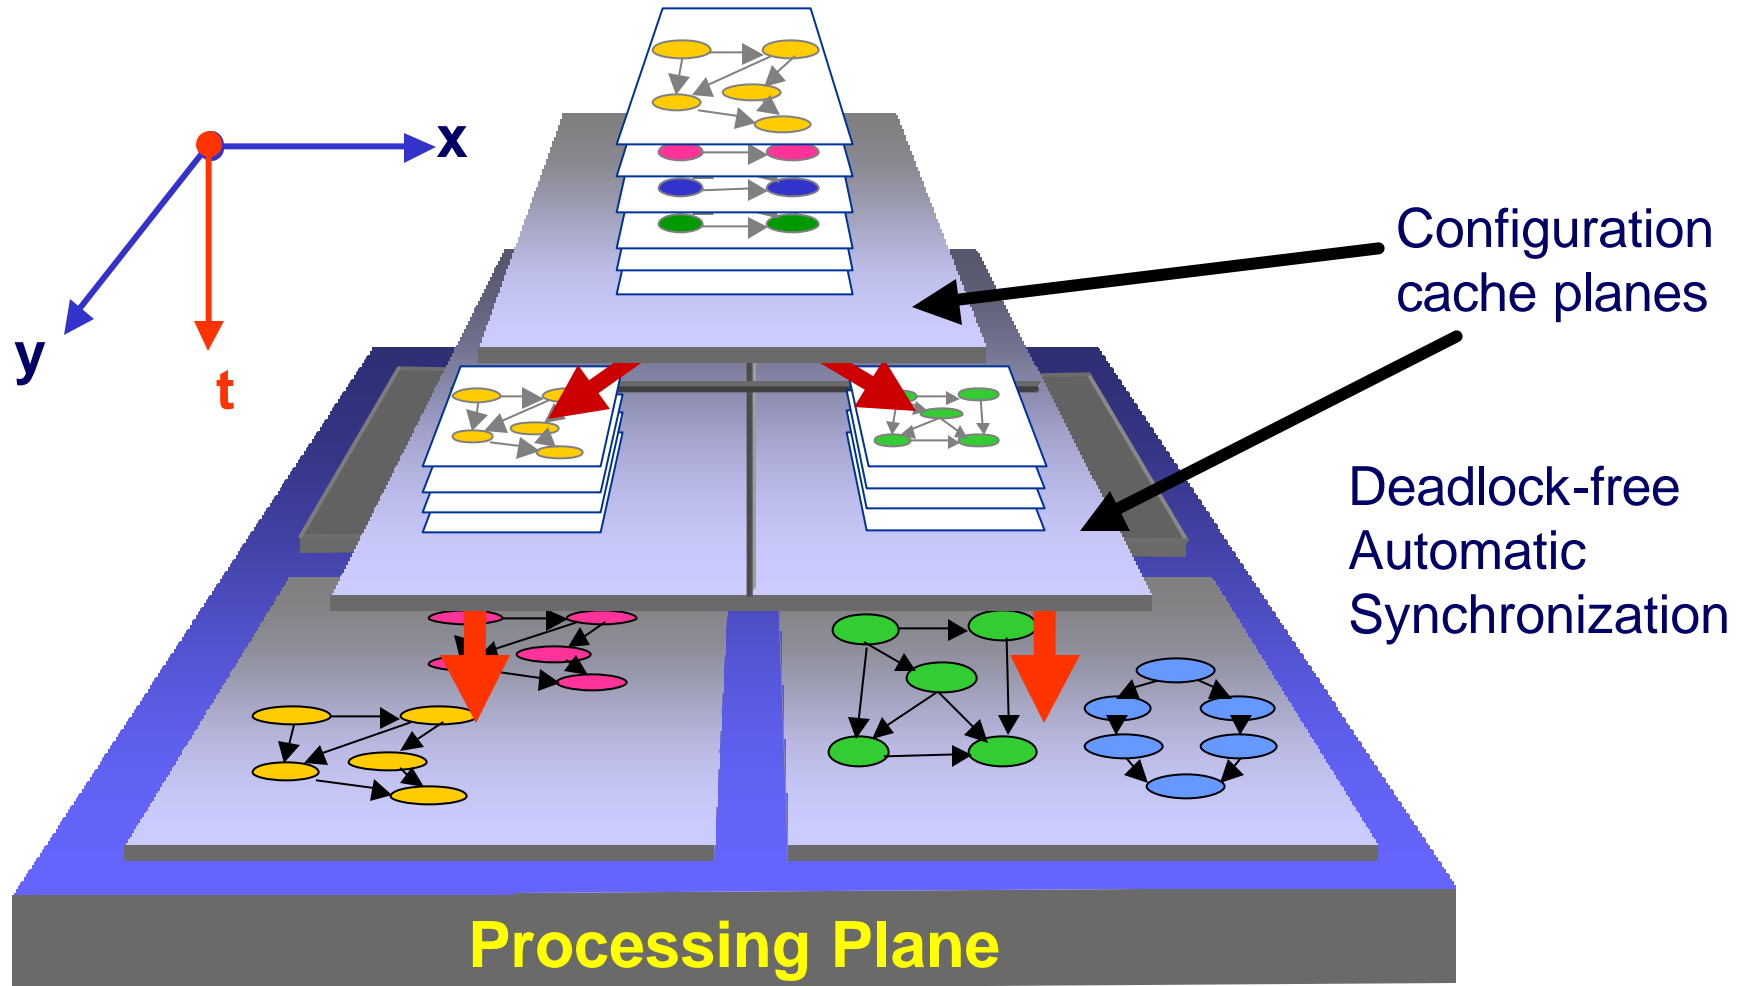 x
y
t
Configuration
cache planes
Deadlock-free
Automatic
Synchronization
Processing Plane